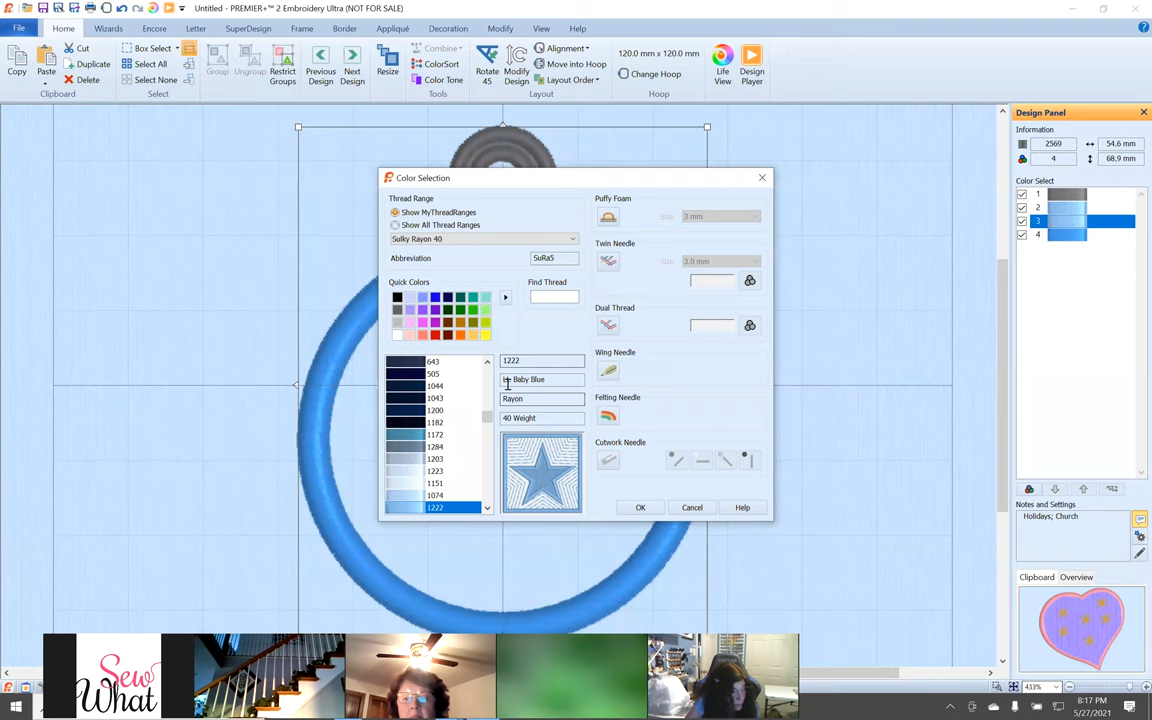 Untitled - PREMIER+™ 2 Embroidery Ultra (NOT FOR SALE)
File Home Wizards Encore Letter SuperDesign Frame Border Appliqué Decoration Modify View Help
Copy
Paste
Cut
Duplicate
Delete
Clipboard
Box Select
Select All
Select None
Select
Group
Ungroup
Restrict Groups
Previous Design
Next Design
Resize
Combine
ColorSort
Color Tone
Tools
Rotate 45
Modify Design
Alignment
Move into Hoop
Layout Order
Layout
120.0 mm x 120.0 mm
Change Hoop
Hoop
Life View
Design Player
Design Panel
Information
2569 54.6 mm
4 68.9 mm
Color Select
1
2
3
4
Notes and Settings
Holidays; Church
Clipboard Overview
433%
Color Selection
Thread Range
Show MyThreadRanges
Show All Thread Ranges
Sulky Rayon 40
Abbreviation SuRa5
Quick Colors
Find Thread
643
505
1044
1043
1200
1182
1172
1284
1203
1223
1151
1074
1222
1222
Baby Blue
Rayon
40 Weight
Puffy Foam
Size: 3 mm
Twin Needle
Size: 3.0 mm
Dual Thread
Wing Needle
Felting Needle
Cutwork Needle
OK Cancel Help
Sew
What
8:17 PM
5/27/2021